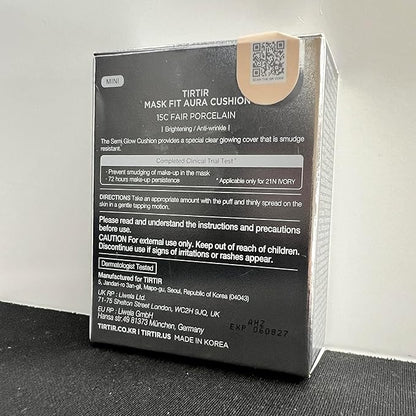 MINI
TIRTIR
MASK FIT AURA CUSHION
15C FAIR PORCELAIN
| Brightening / Anti-wrinkle |
The Semi Glow Cushion provides a special clear glowing cover that is smudge
resistant.
Completed Clinical Trial Test*
· Prevent smudging of make-up in the mask
· 72 hours make-up persistence * Applicable only for 21N IVORY
DIRECTIONS Take an appropriate amount with the puff and thinly spread on
the skin in a gentle tapping motion.
Please read and understand the instructions and precautions
before use.
CAUTION For external use only. Keep out of reach of children.
Discontinue use if signs of irritations or rashes appear.
Dermatologist Tested
Manufactured for TIRTIR
5, Jandari-ro 3an-gil, Mapo-gu, Seoul, Republic of Korea (04043)
UK RP : Liwela Ltd.
71-75 Shelton Street London, WC2H 9JQ, UK
EU RP : Liwela GmbH
Hansa str.49 81373 München, Germany
TIRTIR.CO.KR | TIRTIR.US MADE IN KOREA
AH2
EXP 060827